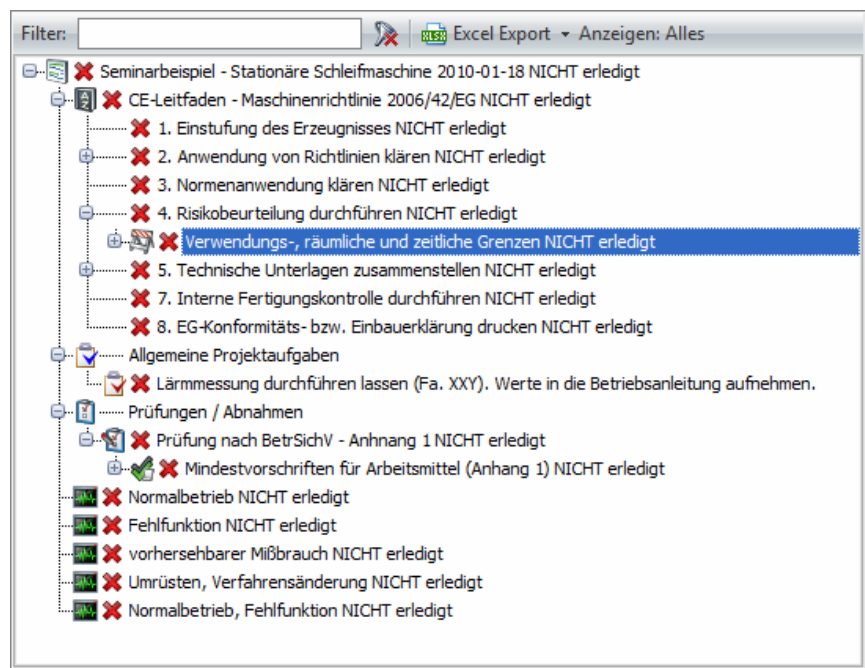 Filter: XLSX Excel Export Anzeigen: Alles
Seminarbeispiel - Stationäre Schleifmaschine 2010-01-18 NICHT erledigt
A Z CE-Leitfaden - Maschinenrichtlinie 2006/42/EG NICHT erledigt
1. Einstufung des Erzeugnisses NICHT erledigt
2. Anwendung von Richtlinien klären NICHT erledigt
3. Normenanwendung klären NICHT erledigt
4. Risikobeurteilung durchführen NICHT erledigt
Verwendungs-, räumliche und zeitliche Grenzen NICHT erledigt
5. Technische Unterlagen zusammenstellen NICHT erledigt
7. Interne Fertigungskontrolle durchführen NICHT erledigt
8. EG-Konformitäts- bzw. Einbauerklärung drucken NICHT erledigt
Allgemeine Projektaufgaben
Lärmmessung durchführen lassen (Fa. XXY). Werte in die Betriebsanleitung aufnehmen.
Prüfungen / Abnahmen
Prüfung nach BetrSichV - Anhnang 1 NICHT erledigt
Mindestvorschriften für Arbeitsmittel (Anhang 1) NICHT erledigt
Normalbetrieb NICHT erledigt
Fehlfunktion NICHT erledigt
vorhersehbarer Mißbrauch NICHT erledigt
Umrüsten, Verfahrensänderung NICHT erledigt
Normalbetrieb, Fehlfunktion NICHT erledigt